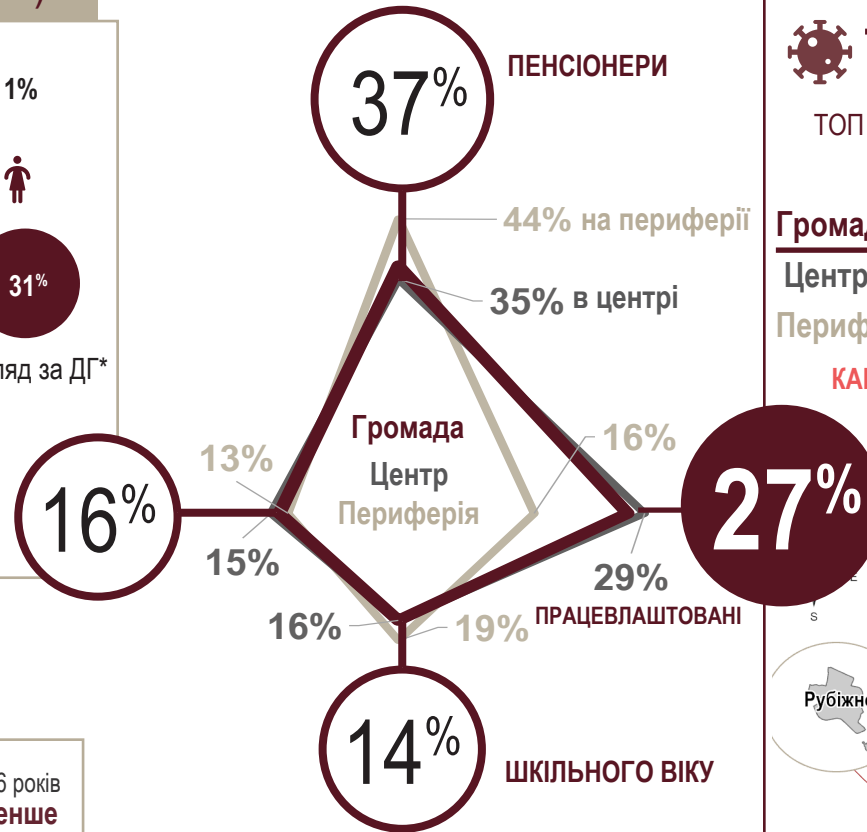 1%
31%
ляд за ДГ*
37%
ПЕНСІОНЕРИ
44% на периферії
35% в центрі
Громада
Центр
Периферія
13%
16%
16%
15%
29%
ПРАЦЕВЛАШТОВАНІ
16%
19%
14%
ШКІЛЬНОГО ВІКУ
6 років
енше
ТОП
Громад
Центр
Периф
КАІ
27%
E
S
Рубіжн